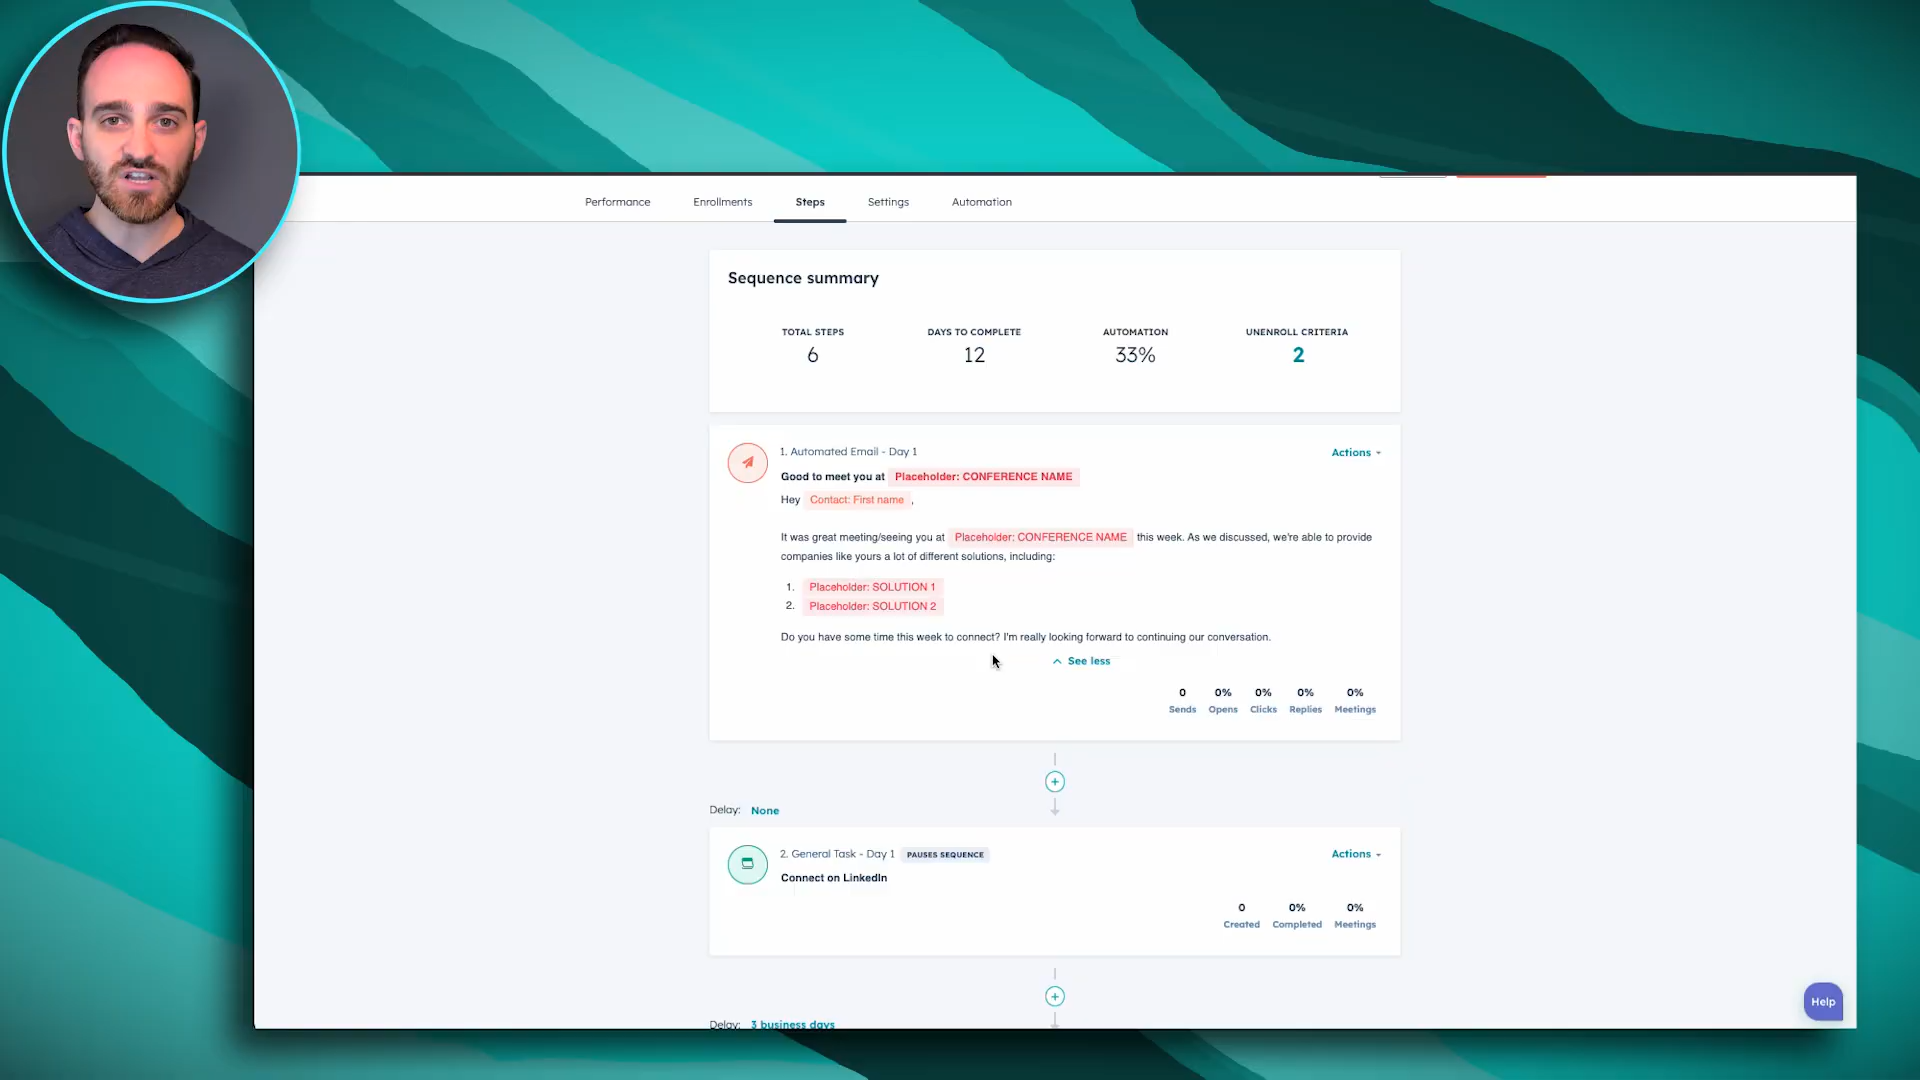 Performance Enrollments Steps Settings Automation
Sequence summary
TOTAL STEPS DAYS TO COMPLETE AUTOMATION UNENROLL CRITERIA
6 12 33% 2
1. Automated Email - Day 1 Actions
Good to meet you at Placeholder: CONFERENCE NAME
Hey Contact: First name ,
It was great meeting/seeing you at Placeholder: CONFERENCE NAME this week. As we discussed, we're able to provide
companies like yours a lot of different solutions, including:
1. Placeholder: SOLUTION 1
2. Placeholder: SOLUTION 2
Do you have some time this week to connect? I'm really looking forward to continuing our conversation.
See less
0 0% 0% 0% 0%
Sends Opens Clicks Replies Meetings
Delay: None
2. General Task - Day 1 PAUSES SEQUENCE Actions
Connect on LinkedIn
0 0% 0%
Created Completed Meetings
Help
Delay: 3 business days